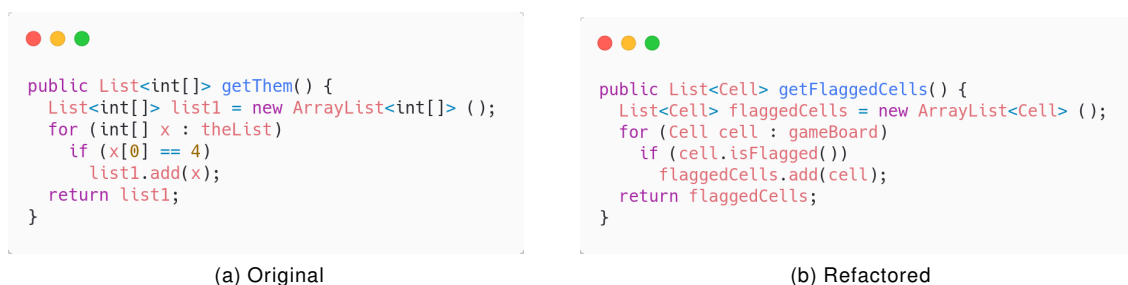 public List<int[]> getThem() {
  List<int[]> list1 = new ArrayList<int[]> ();
  for (int[] x : theList)
    if (x[0] == 4)
      list1.add(x);
  return list1;
}
(a) Original
public List<Cell> getFlaggedCells() {
  List<Cell> flaggedCells = new ArrayList<Cell> ();
  for (Cell cell : gameBoard)
    if (cell.isFlagged())
      flaggedCells.add(cell);
  return flaggedCells;
}
(b) Refactored